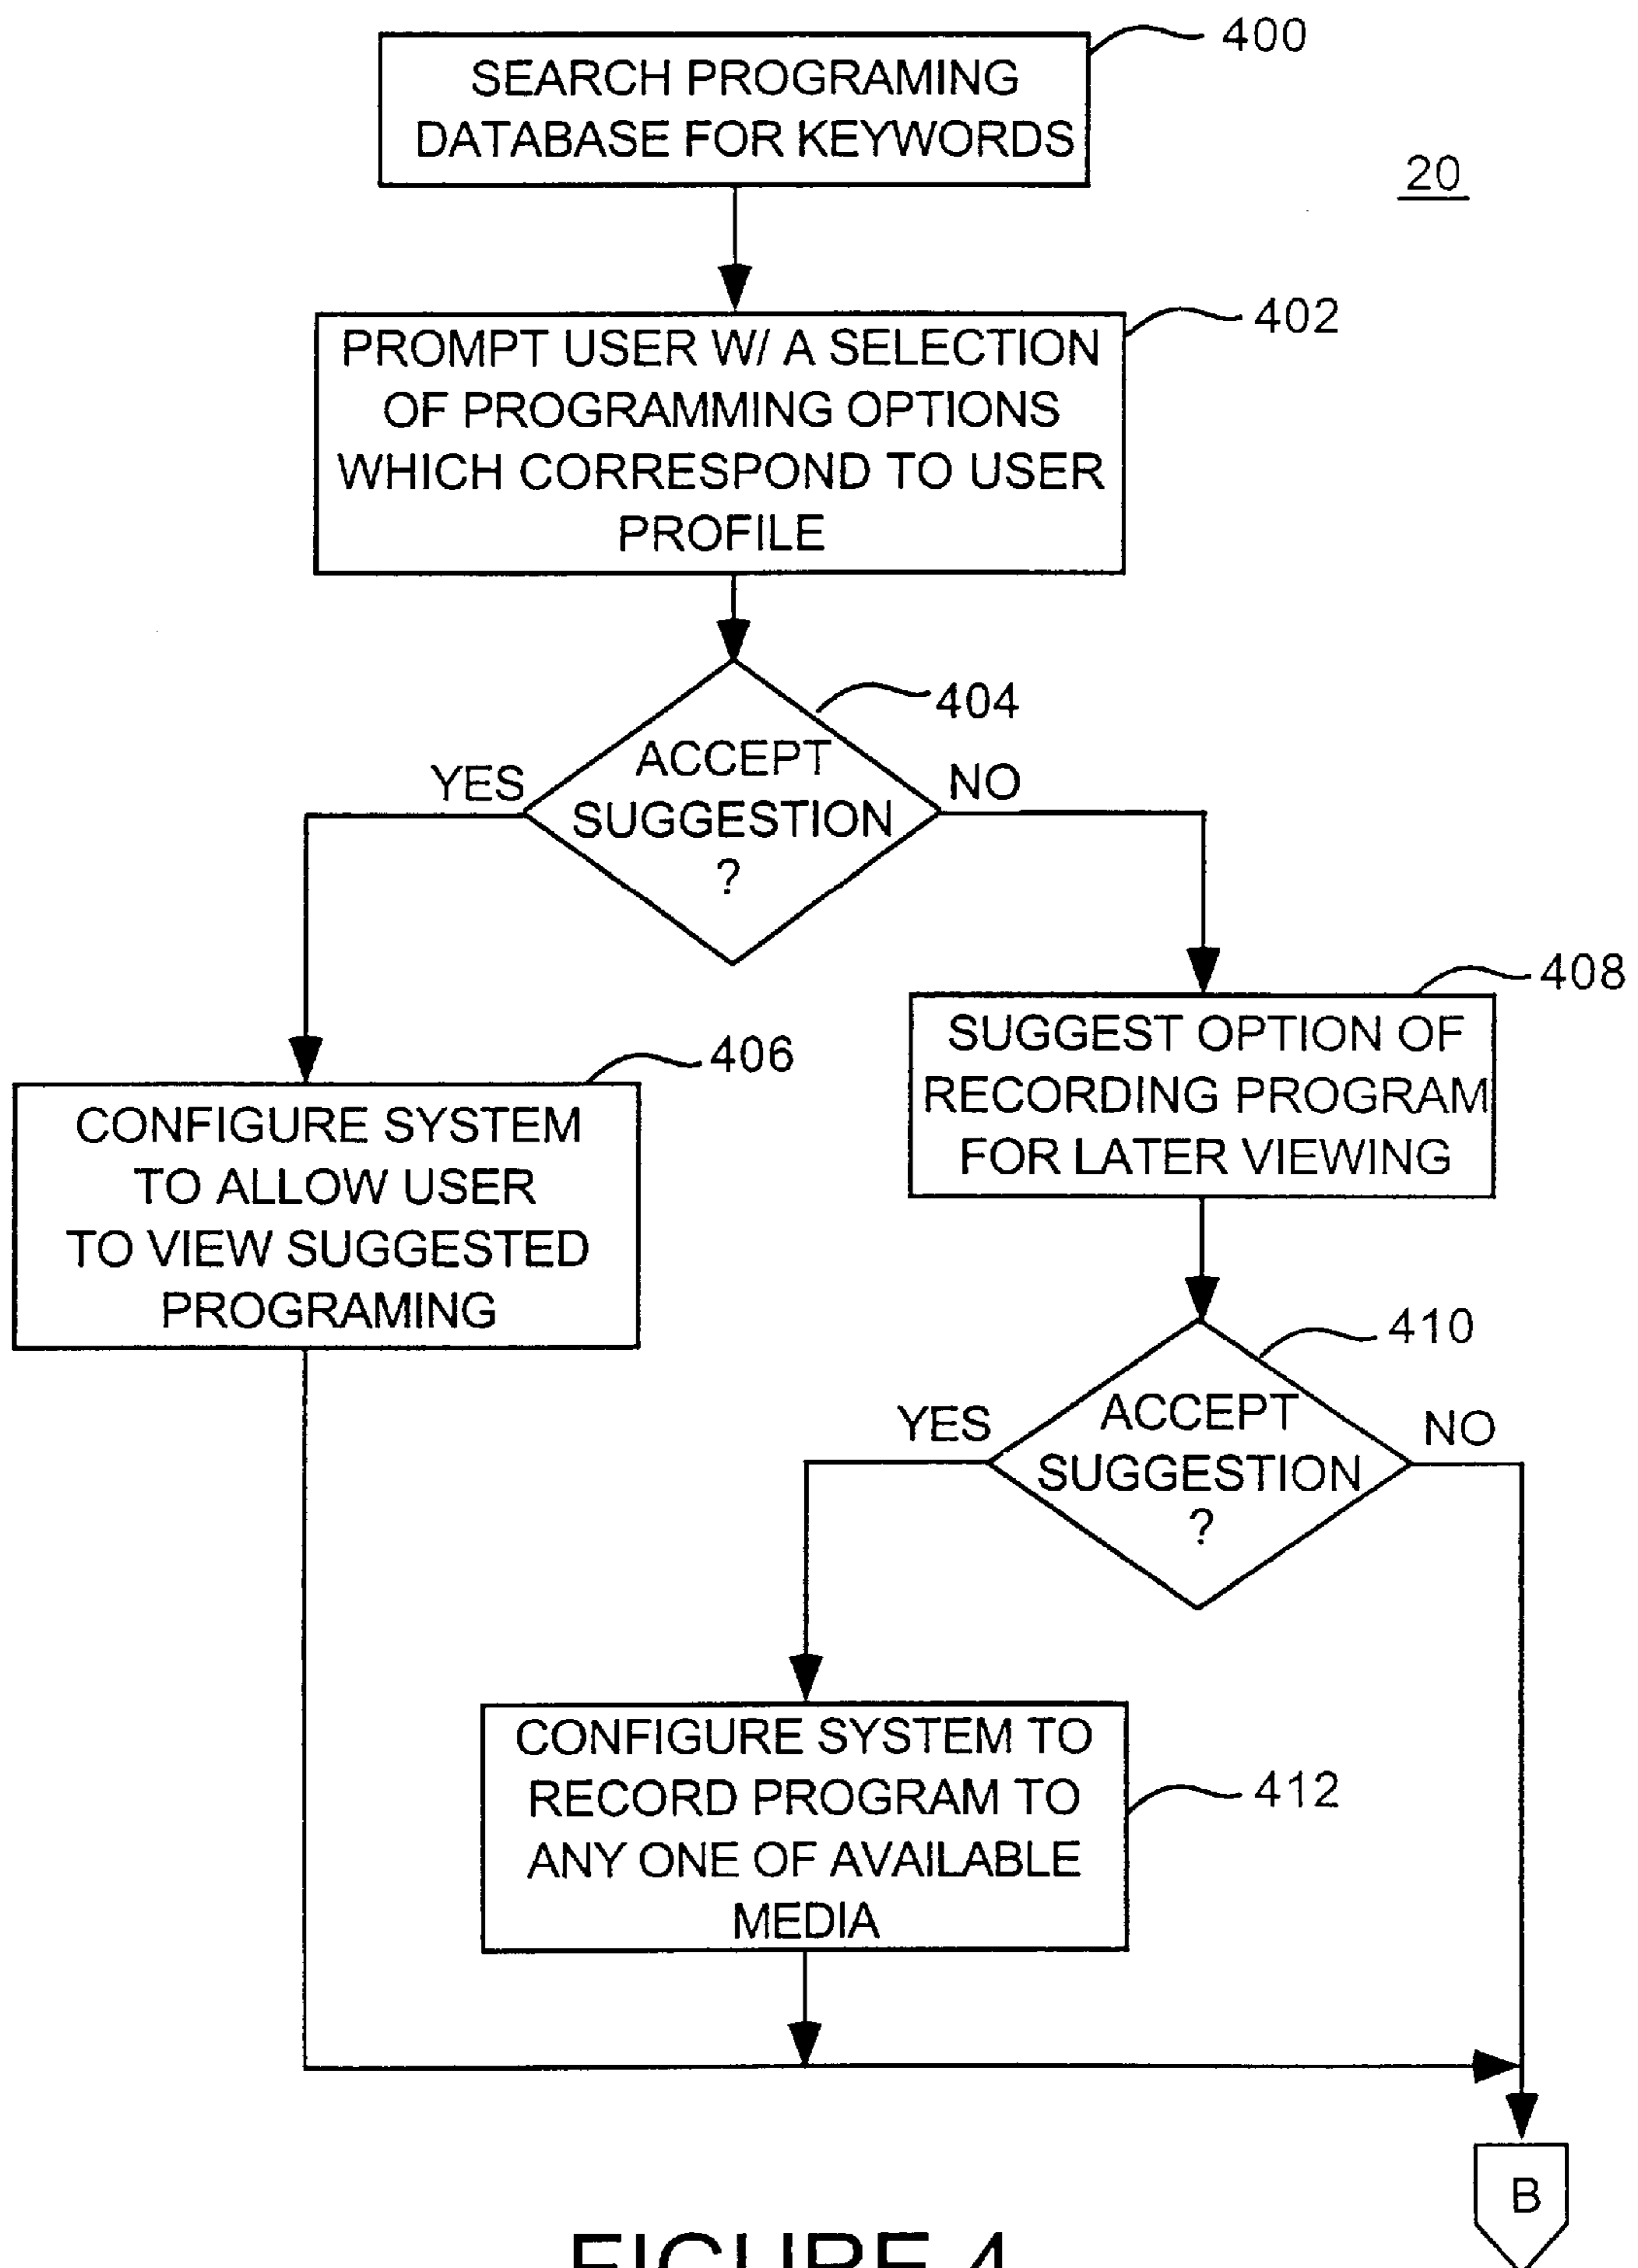 400
SEARCH PROGRAMING
DATABASE FOR KEYWORDS
20
402
PROMPT USER W/ A SELECTION
OF PROGRAMMING OPTIONS
WHICH CORRESPOND TO USER
PROFILE
404
YES
ACCEPT
SUGGESTION
?
NO
408
SUGGEST OPTION OF
RECORDING PROGRAM
FOR LATER VIEWING
406
CONFIGURE SYSTEM
TO ALLOW USER
TO VIEW SUGGESTED
PROGRAMING
410
YES
ACCEPT
SUGGESTION
?
NO
CONFIGURE SYSTEM TO
RECORD PROGRAM TO
ANY ONE OF AVAILABLE
MEDIA
412
B
FIGURE 4